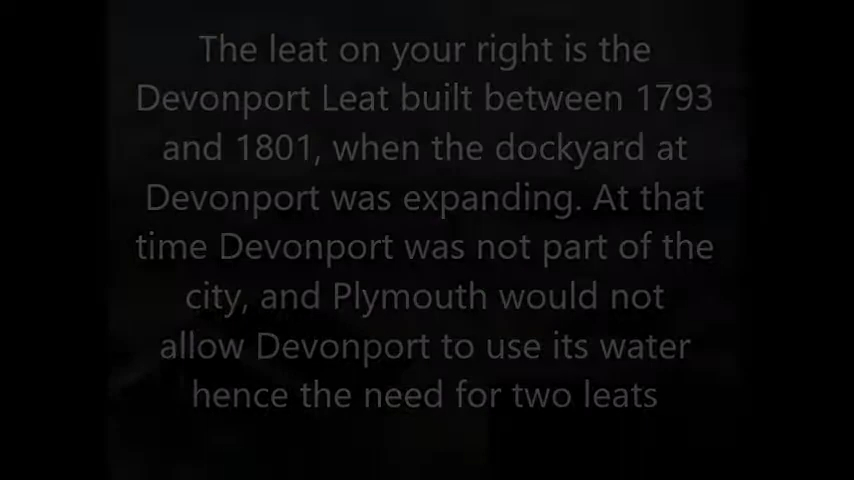 The leat on your right is the
Devonport Leat built between 1793
and 1801, when the dockyard at
Devonport was expanding. At that
time Devonport was not part of the
city, and Plymouth would not
allow Devonport to use its water
hence the need for two leats